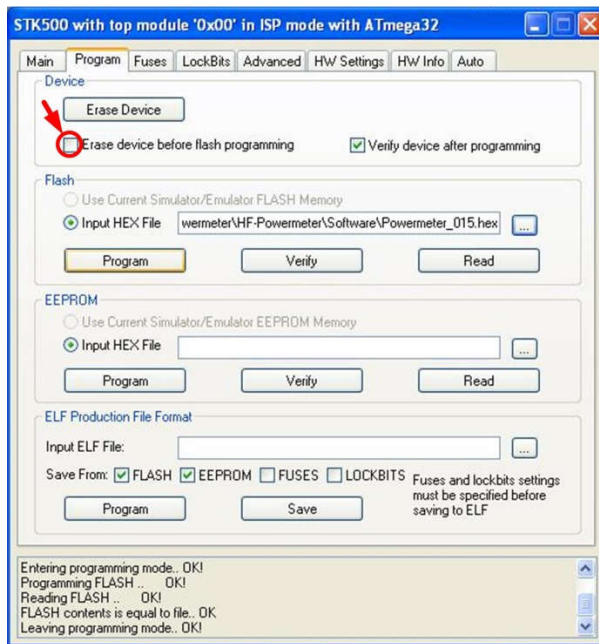 STK500 with top module '0x00' in ISP mode with ATmega32
Main Program Fuses LockBits Advanced HW Settings HW Info Auto
Device
Erase Device
Erase device before flash programming Verify device after programming
Flash
Use Current Simulator/Emulator FLASH Memory
Input HEX File wermeter\HF-Powermeter\Software\Powermeter_015.hex ...
Program Verify Read
EEPROM
Use Current Simulator/Emulator EEPROM Memory
Input HEX File ...
Program Verify Read
ELF Production File Format
Input ELF File: ...
Save From: FLASH EEPROM FUSES LOCKBITS
Fuses and lockbits settings
must be specified before
saving to ELF
Program Save
Entering programming mode.. OK!
Programming FLASH .. OK!
Reading FLASH .. OK!
FLASH contents is equal to file.. OK
Leaving programming mode.. OK!